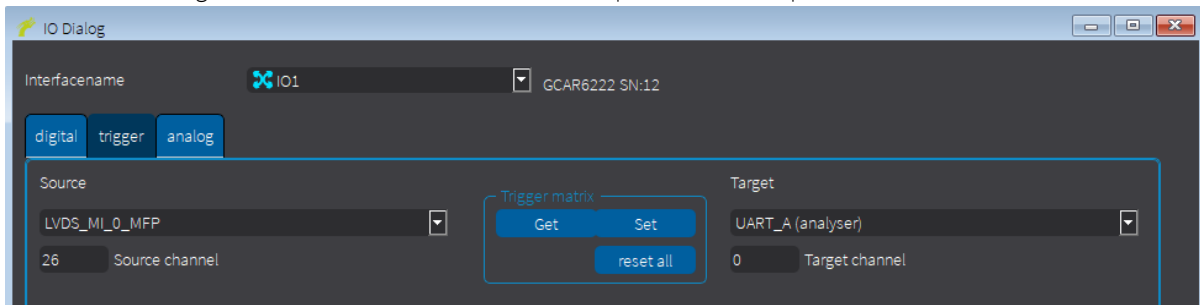 IO Dialog
Interfacename IO1 GCAR6222 SN:12
digital trigger analog
Source Trigger matrix Target
LVDS_MI_0_MFP Get Set UART_A (analyser)
26 Source channel reset all 0 Target channel